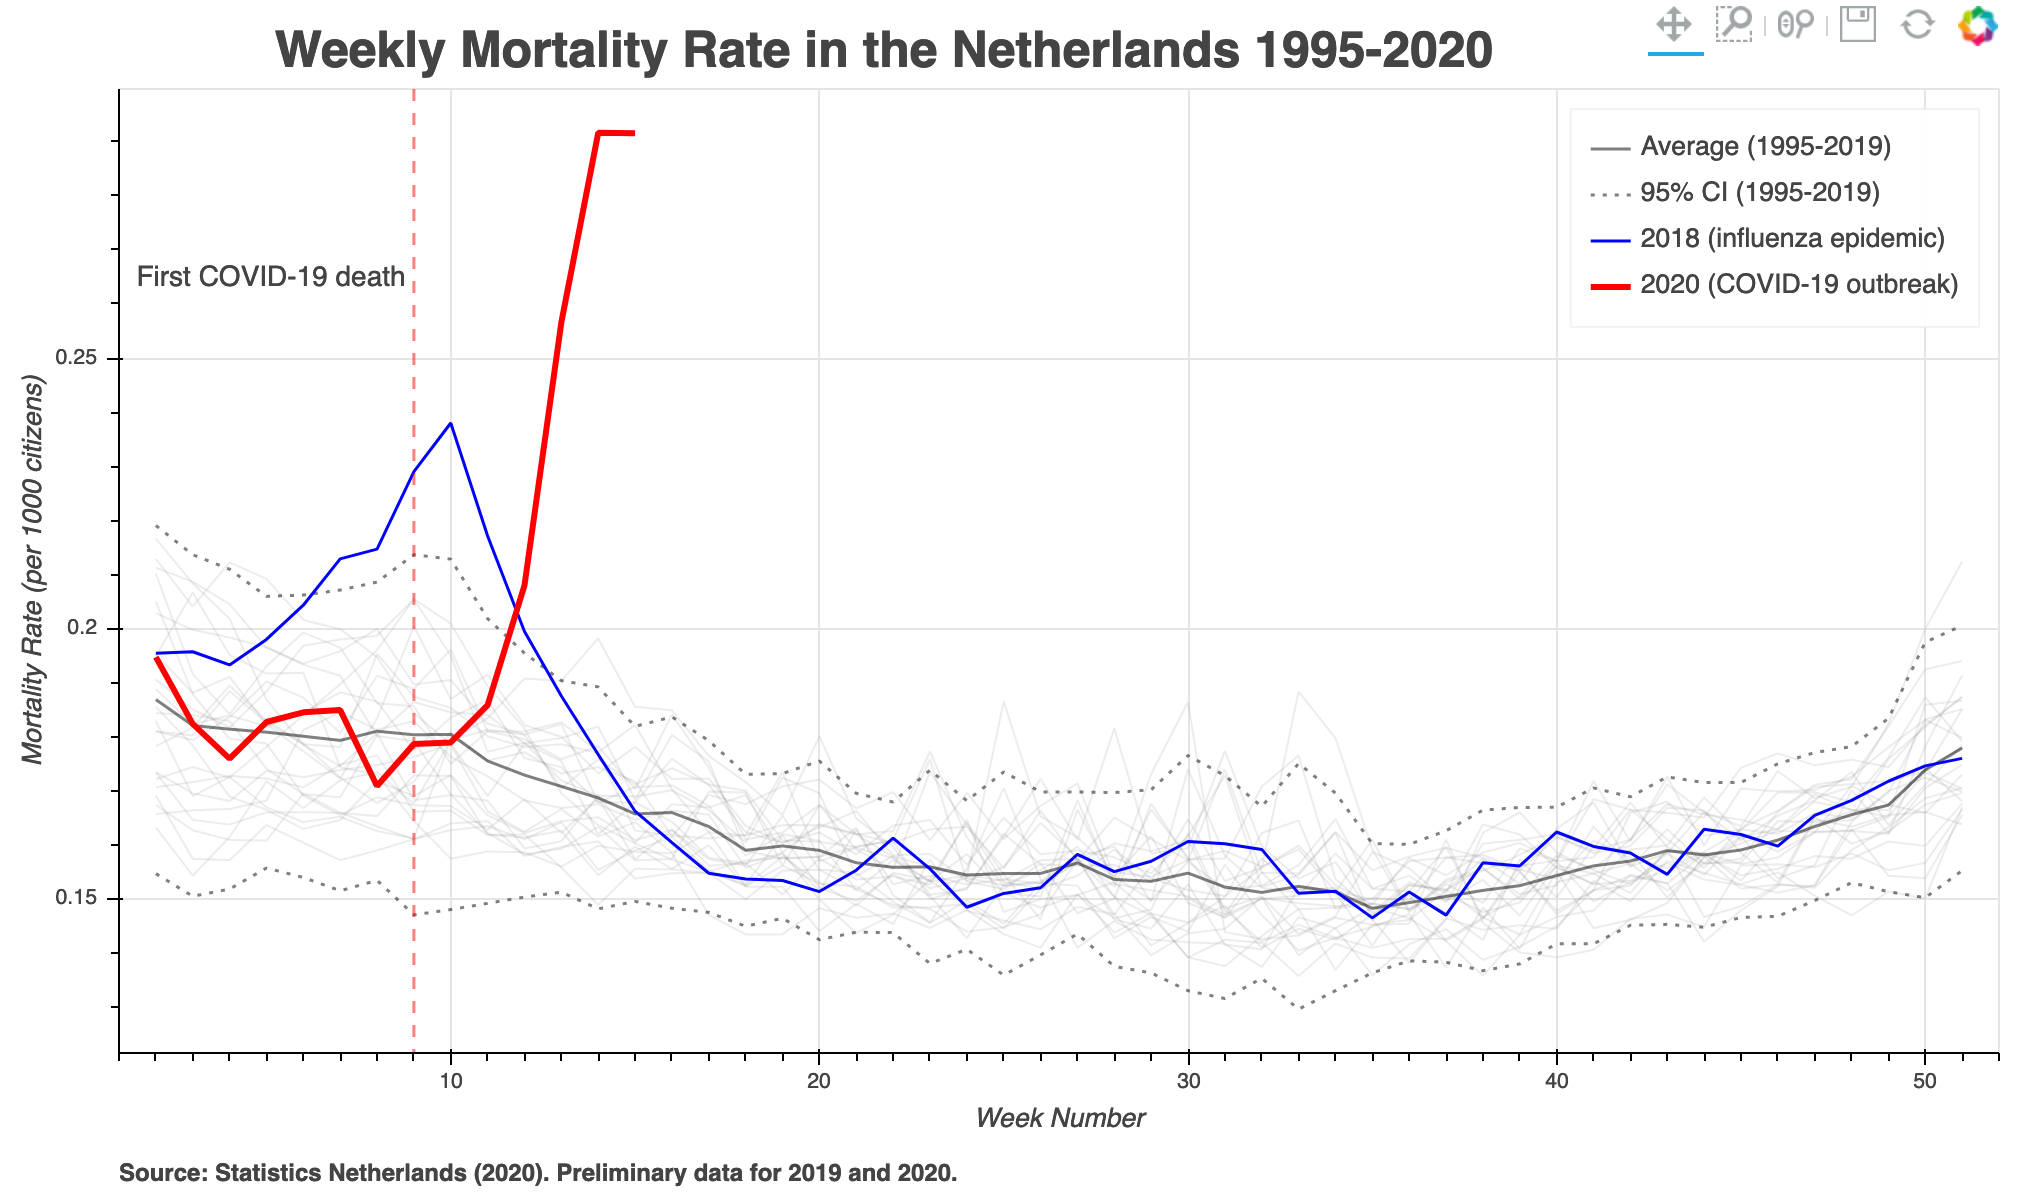 Weekly Mortality Rate in the Netherlands 1995-2020
Average (1995-2019)
95% CI (1995-2019)
2018 (influenza epidemic)
2020 (COVID-19 outbreak)
First COVID-19 death
Mortality Rate (per 1000 citizens)
0.25
0.2
0.15
10
20
30
40
50
Week Number
Source: Statistics Netherlands (2020). Preliminary data for 2019 and 2020.